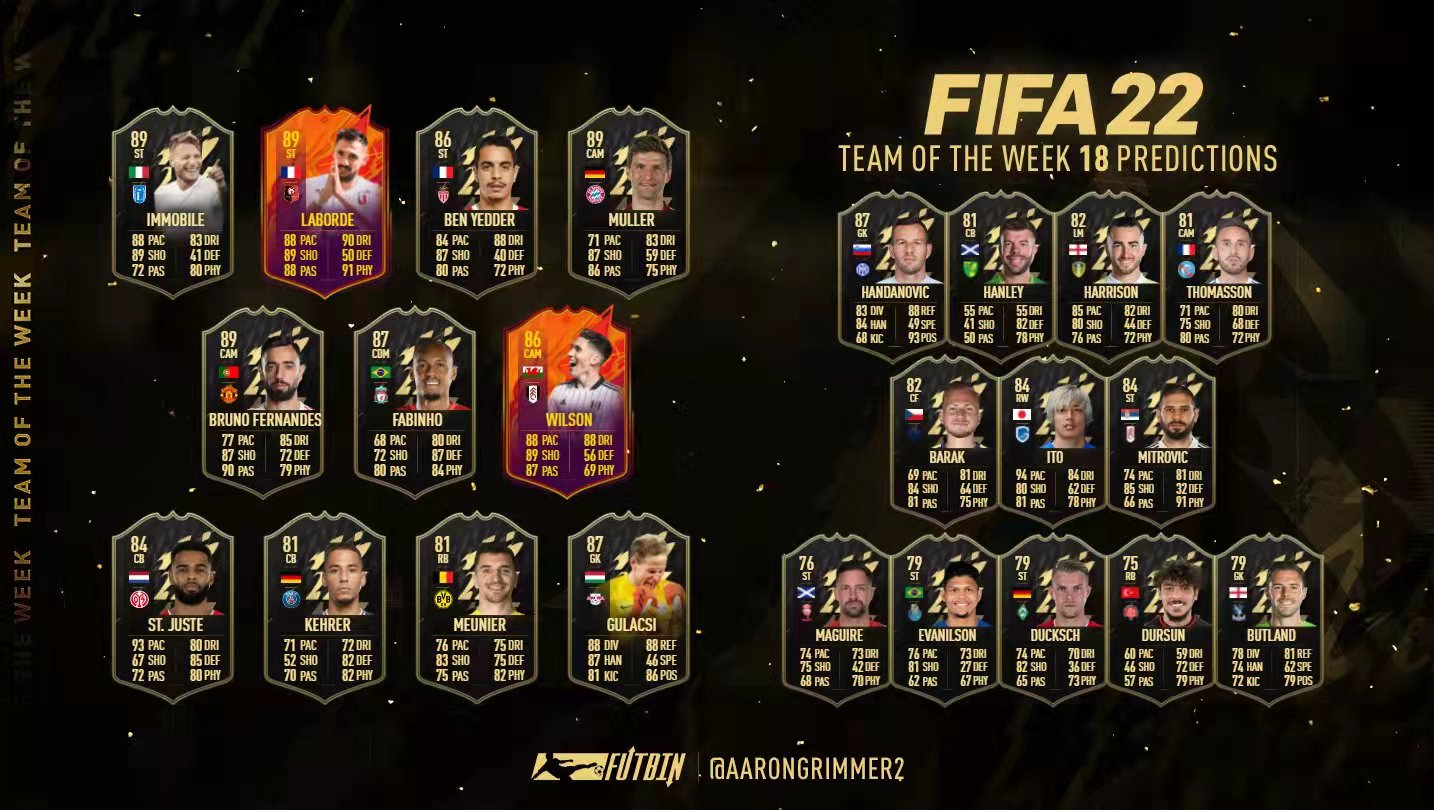 TEAM OF THE WEEK
FIFA 22
TEAM OF THE WEEK 18 PREDICTIONS
89
ST
IMMOBILE
88 PAC 83 DRI
89 SHO 41 DEF
72 PAS 80 PHY
89
ST
LABORDE
88 PAC 90 DRI
89 SHO 50 DEF
88 PAS 91 PHY
86
ST
BEN YEDDER
84 PAC 88 DRI
87 SHO 40 DEF
80 PAS 72 PHY
89
CAM
MULLER
71 PAC 83 DRI
87 SHO 59 DEF
86 PAS 75 PHY
89
CAM
BRUNO FERNANDES
77 PAC 85 DRI
87 SHO 72 DEF
90 PAS 79 PHY
87
CDM
FABINHO
68 PAC 80 DRI
72 SHO 87 DEF
80 PAS 84 PHY
86
CAM
WILSON
88 PAC 88 DRI
89 SHO 56 DEF
87 PAS 69 PHY
84
CB
ST. JUSTE
93 PAC 80 DRI
67 SHO 85 DEF
72 PAS 80 PHY
81
CB
KEHRER
71 PAC 72 DRI
52 SHO 82 DEF
70 PAS 82 PHY
81
RB
MEUNIER
76 PAC 75 DRI
83 SHO 75 DEF
75 PAS 82 PHY
87
GK
GULACSI
88 DIV 88 REF
87 HAN 46 SPE
81 KIC 86 POS
87
GK
HANDANOVIC
83 DIV 88 REF
84 HAN 49 SPE
68 KIC 93 POS
81
CB
HANLEY
55 PAC 55 DRI
41 SHO 82 DEF
50 PAS 78 PHY
82
LM
HARRISON
85 PAC 82 DRI
80 SHO 44 DEF
76 PAS 72 PHY
81
CAM
THOMASSON
71 PAC 80 DRI
75 SHO 68 DEF
80 PAS 72 PHY
82
CF
BARAK
69 PAC 81 DRI
84 SHO 64 DEF
81 PAS 75 PHY
84
RW
ITO
94 PAC 84 DRI
80 SHO 62 DEF
81 PAS 78 PHY
84
ST
MITROVIC
74 PAC 81 DRI
85 SHO 32 DEF
66 PAS 91 PHY
76
ST
MAGUIRE
74 PAC 73 DRI
75 SHO 42 DEF
68 PAS 70 PHY
79
ST
EVANILSON
76 PAC 73 DRI
81 SHO 27 DEF
62 PAS 67 PHY
79
ST
DUCKSCH
74 PAC 70 DRI
82 SHO 36 DEF
65 PAS 73 PHY
75
RB
DURSUN
60 PAC 59 DRI
46 SHO 72 DEF
57 PAS 79 PHY
79
GK
BUTLAND
78 DIV 81 REF
74 HAN 62 SPE
72 KIC 79 POS
FUTBIN @AARONGRIMMER2